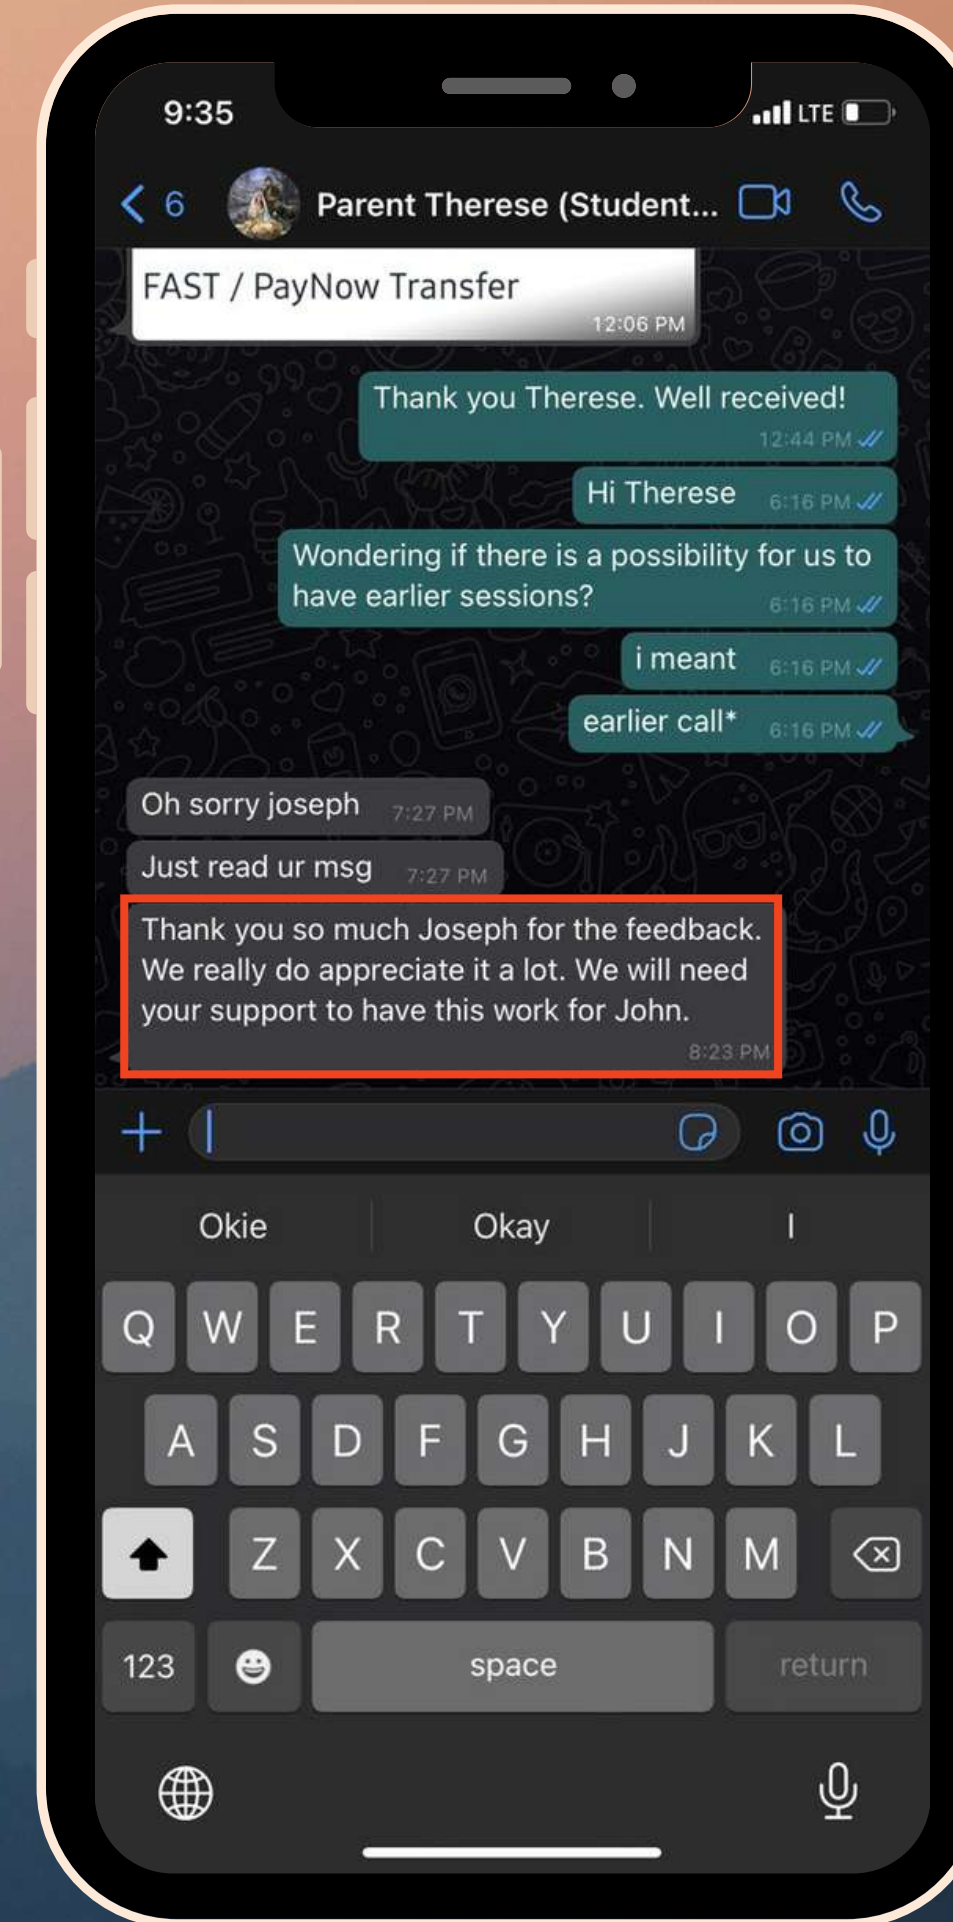 9:35
LTE
6
Parent Therese (Student...
FAST / PayNow Transfer
12:06 PM
Thank you Therese. Well received!
12:44 PM
Hi Therese
6:16 PM
Wondering if there is a possibility for us to
have earlier sessions?
6:16 PM
i meant
6:16 PM
earlier call*
6:16 PM
Oh sorry joseph
7:27 PM
Just read ur msg
7:27 PM
Thank you so much Joseph for the feedback.
We really do appreciate it a lot. We will need
your support to have this work for John.
8:23 PM
Okie Okay I
Q W E R T Y U I O P
A S D F G H J K L
Z X C V B N M
123 space return